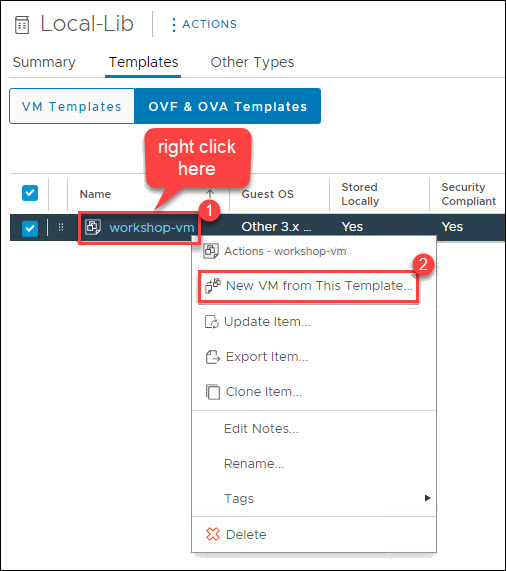 Local-Lib
ACTIONS
Summary Templates Other Types
VM Templates OVF & OVA Templates
right click
here
Name ↑ Guest OS Stored Locally Security Compliant
1
workshop-vm Other 3.x ... Yes Yes
Actions - workshop-vm
2
New VM from This Template...
Update Item...
Export Item...
Clone Item...
Edit Notes...
Rename...
Tags
Delete